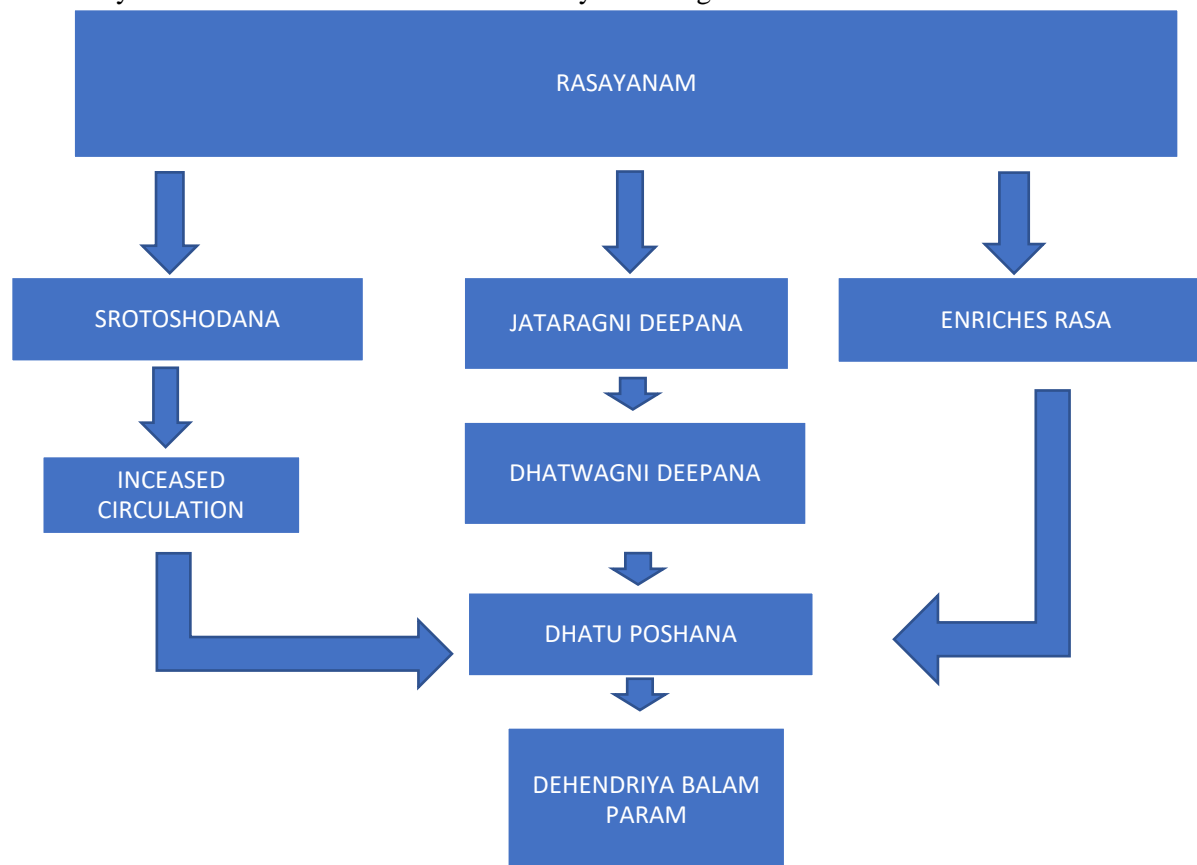 RASAYANAM
SROTOSHODANA
JATARAGNI DEEPANA
ENRICHES RASA
INCEASED
CIRCULATION
DHATWAGNI DEEPANA
DHATU POSHANA
DEHENDRIYA BALAM
PARAM